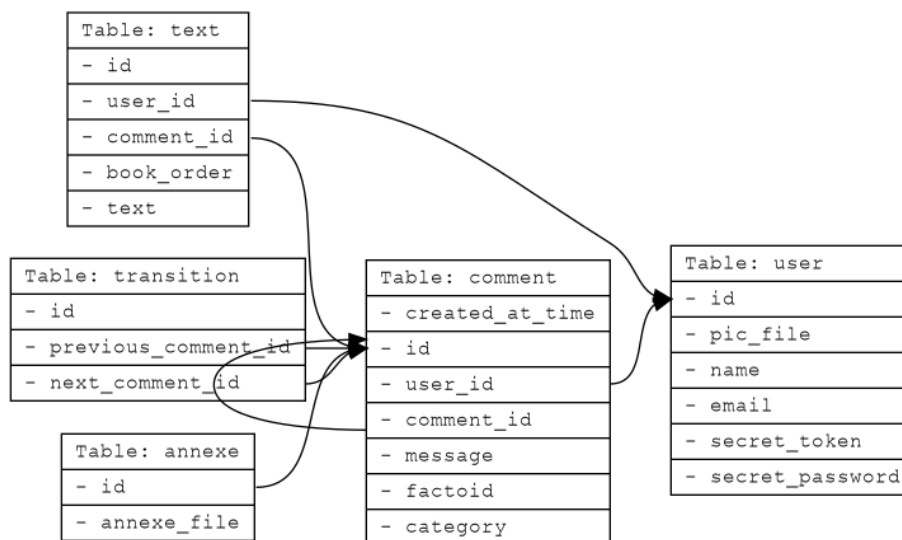 Table: text
- id
- user_id
- comment_id
- book_order
- text
Table: transition
- id
- previous_comment_id
- next_comment_id
Table: annexe
- id
- annexe_file
Table: comment
- created_at_time
- id
- user_id
- comment_id
- message
- factoid
- category
Table: user
- id
- pic_file
- name
- email
- secret_token
- secret_password